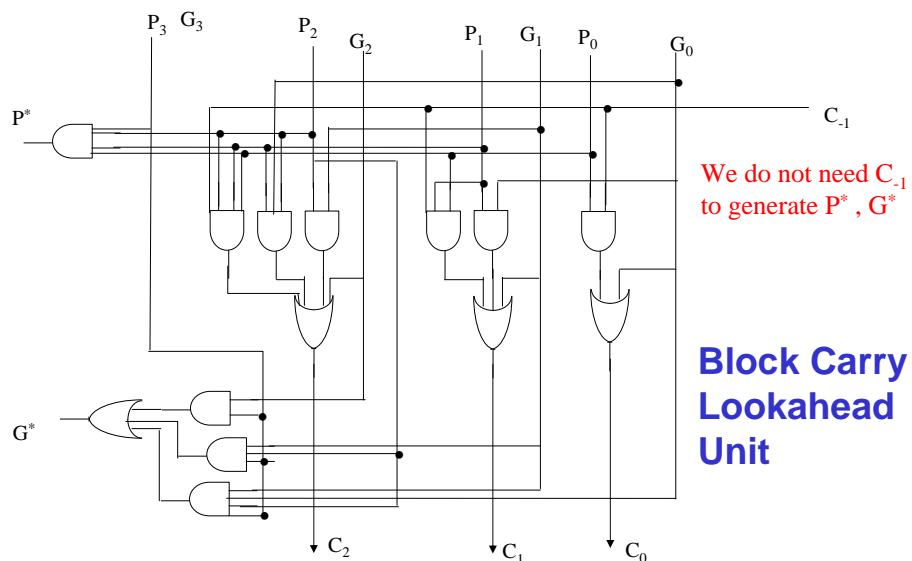 P3 G3 P2 G2 P1 G1 P0 G0
P* C-1
We do not need C-1
to generate P* , G*
Block Carry
Lookahead
Unit
G*
C2 C1 C0